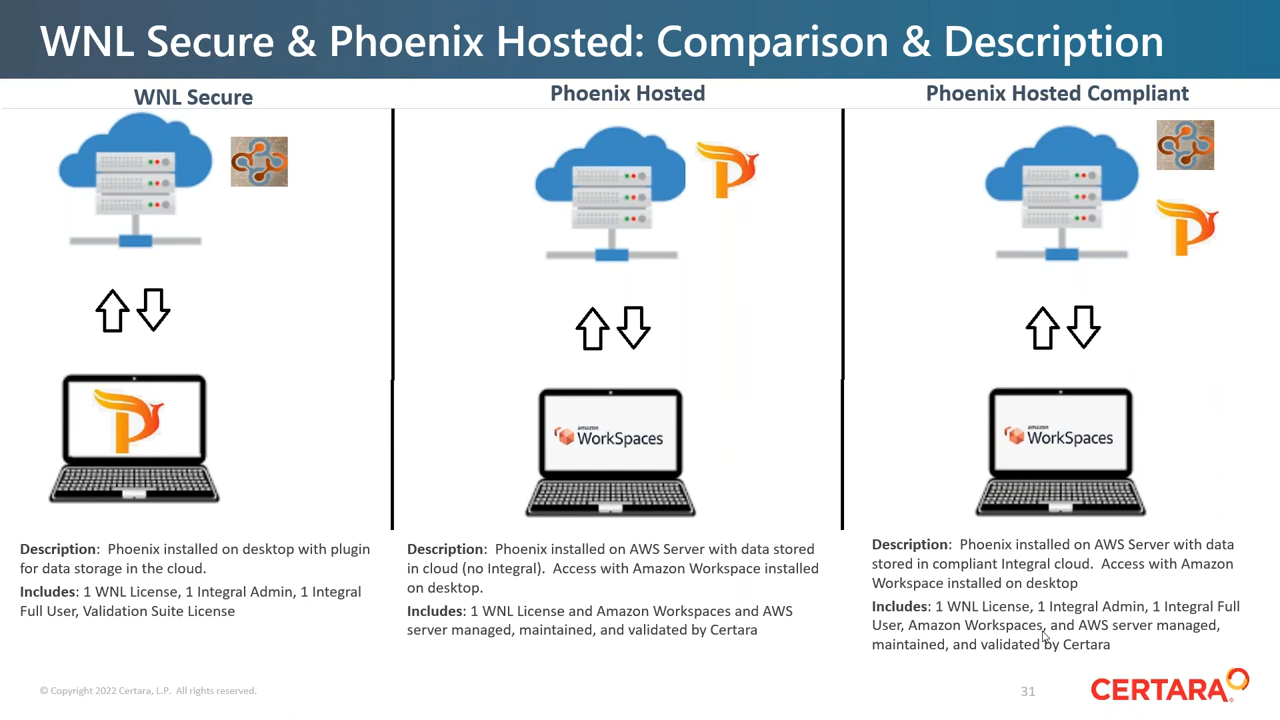 WNL Secure & Phoenix Hosted: Comparison & Description
WNL Secure
Phoenix Hosted
Phoenix Hosted Compliant
P
P
P
amazon
WorkSpaces
amazon
WorkSpaces
Description: Phoenix installed on desktop with plugin
for data storage in the cloud.
Includes: 1 WNL License, 1 Integral Admin, 1 Integral
Full User, Validation Suite License
Description: Phoenix installed on AWS Server with data stored
in cloud (no Integral). Access with Amazon Workspace installed
on desktop.
Includes: 1 WNL License and Amazon Workspaces and AWS
server managed, maintained, and validated by Certara
Description: Phoenix installed on AWS Server with data
stored in compliant Integral cloud. Access with Amazon
Workspace installed on desktop
Includes: 1 WNL License, 1 Integral Admin, 1 Integral Full
User, Amazon Workspaces, and AWS server managed,
maintained, and validated by Certara
© Copyright 2022 Certara, L.P. All rights reserved.
31
CERTARA